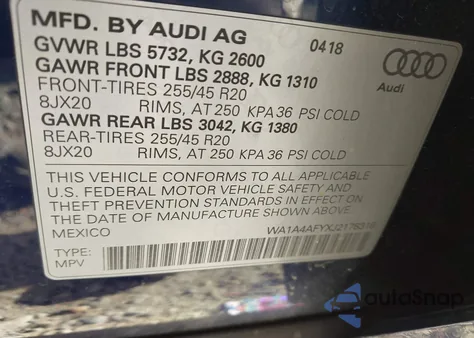 MFD. BY AUDI AG
GVWR LBS 5732, KG 2600 0418
GAWR FRONT LBS 2888, KG 1310
FRONT-TIRES 255/45 R20
8JX20 RIMS, AT 250 KPA 36 PSI COLD
GAWR REAR LBS 3042, KG 1380
REAR-TIRES 255/45 R20
8JX20 RIMS, AT 250 KPA 36 PSI COLD
Audi
THIS VEHICLE CONFORMS TO ALL APPLICABLE
U.S. FEDERAL MOTOR VEHICLE SAFETY AND
THEFT PREVENTION STANDARDS IN EFFECT ON THE
DATE OF MANUFACTURE SHOWN ABOVE.
MEXICO
TYPE:
MPV
autoSnap